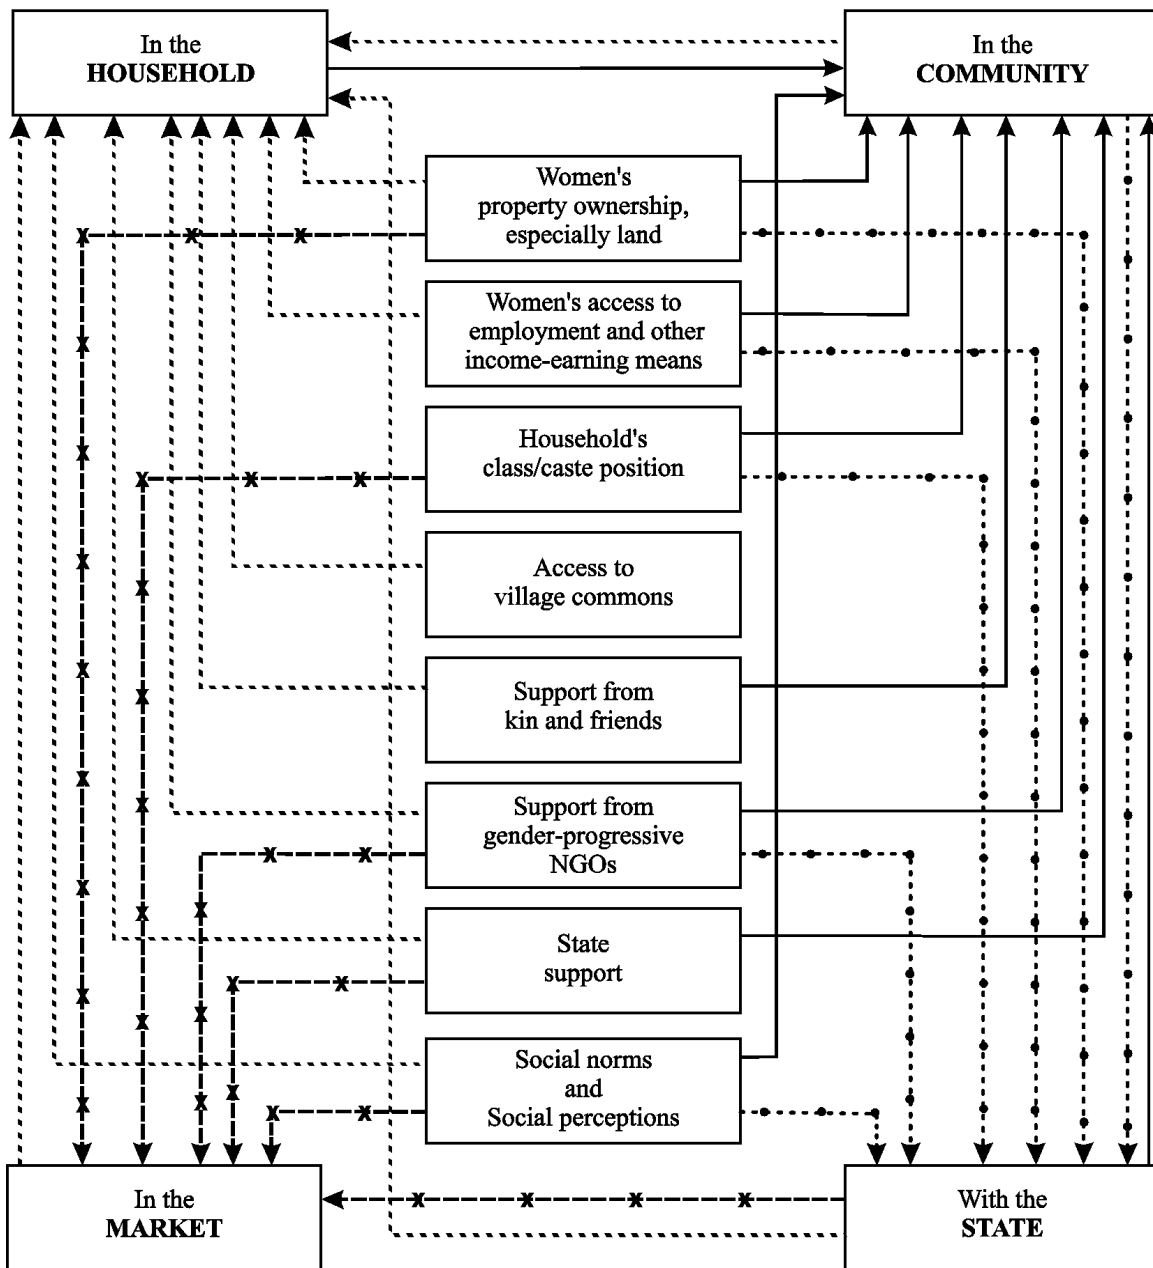 In the
HOUSEHOLD
In the
COMMUNITY
Women's
property ownership,
especially land
Women's access to
employment and other
income-earning means
Household's
class/caste position
Access to
village commons
Support from
kin and friends
Support from
gender-progressive
NGOs
State
support
Social norms
and
Social perceptions
In the
MARKET
With the
STATE